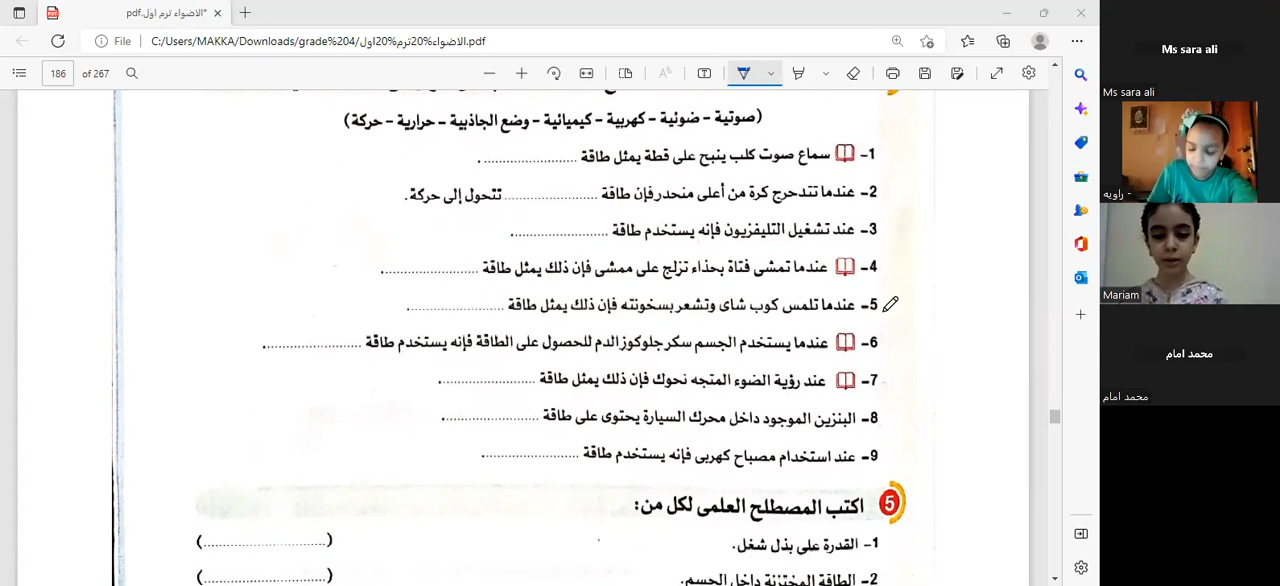 الاضواء ترم اول.pdf*
File C:/Users/MAKKA/Downloads/grade%204/الاضواء%20ترم%20اول.pdf
186 of 267
(صوتية - ضوئية - كهربية - كيميائية - وضع الجاذبية - حرارية - حركة)
1- سماع صوت كلب ينبح على قطة يمثل طاقة ........................ .
2- عندما تتدحرج كرة من أعلى منحدر فإن طاقة ........................ تتحول إلى حركة.
3- عند تشغيل التليفزيون فإنه يستخدم طاقة ........................ .
4- عندما تمشى فتاة بحذاء تزلج على ممشى فإن ذلك يمثل طاقة ........................ .
5- عندما تلمس كوب شاى وتشعر بسخونته فإن ذلك يمثل طاقة ........................ .
6- عندما يستخدم الجسم سكر جلوكوز الدم للحصول على الطاقة فإنه يستخدم طاقة ........................ .
7- عند رؤية الضوء المتجه نحوك فإن ذلك يمثل طاقة ........................ .
8- البنزين الموجود داخل محرك السيارة يحتوى على طاقة ........................ .
9- عند استخدام مصباح كهربى فإنه يستخدم طاقة ........................ .
5 اكتب المصطلح العلمى لكل من:
1- القدرة على بذل شغل. (..............................)
2- الطاقة المختزنة داخل الجسم. (..............................)
Ms sara ali
Ms sara ali
راويه -
Mariam
محمد امام
محمد امام